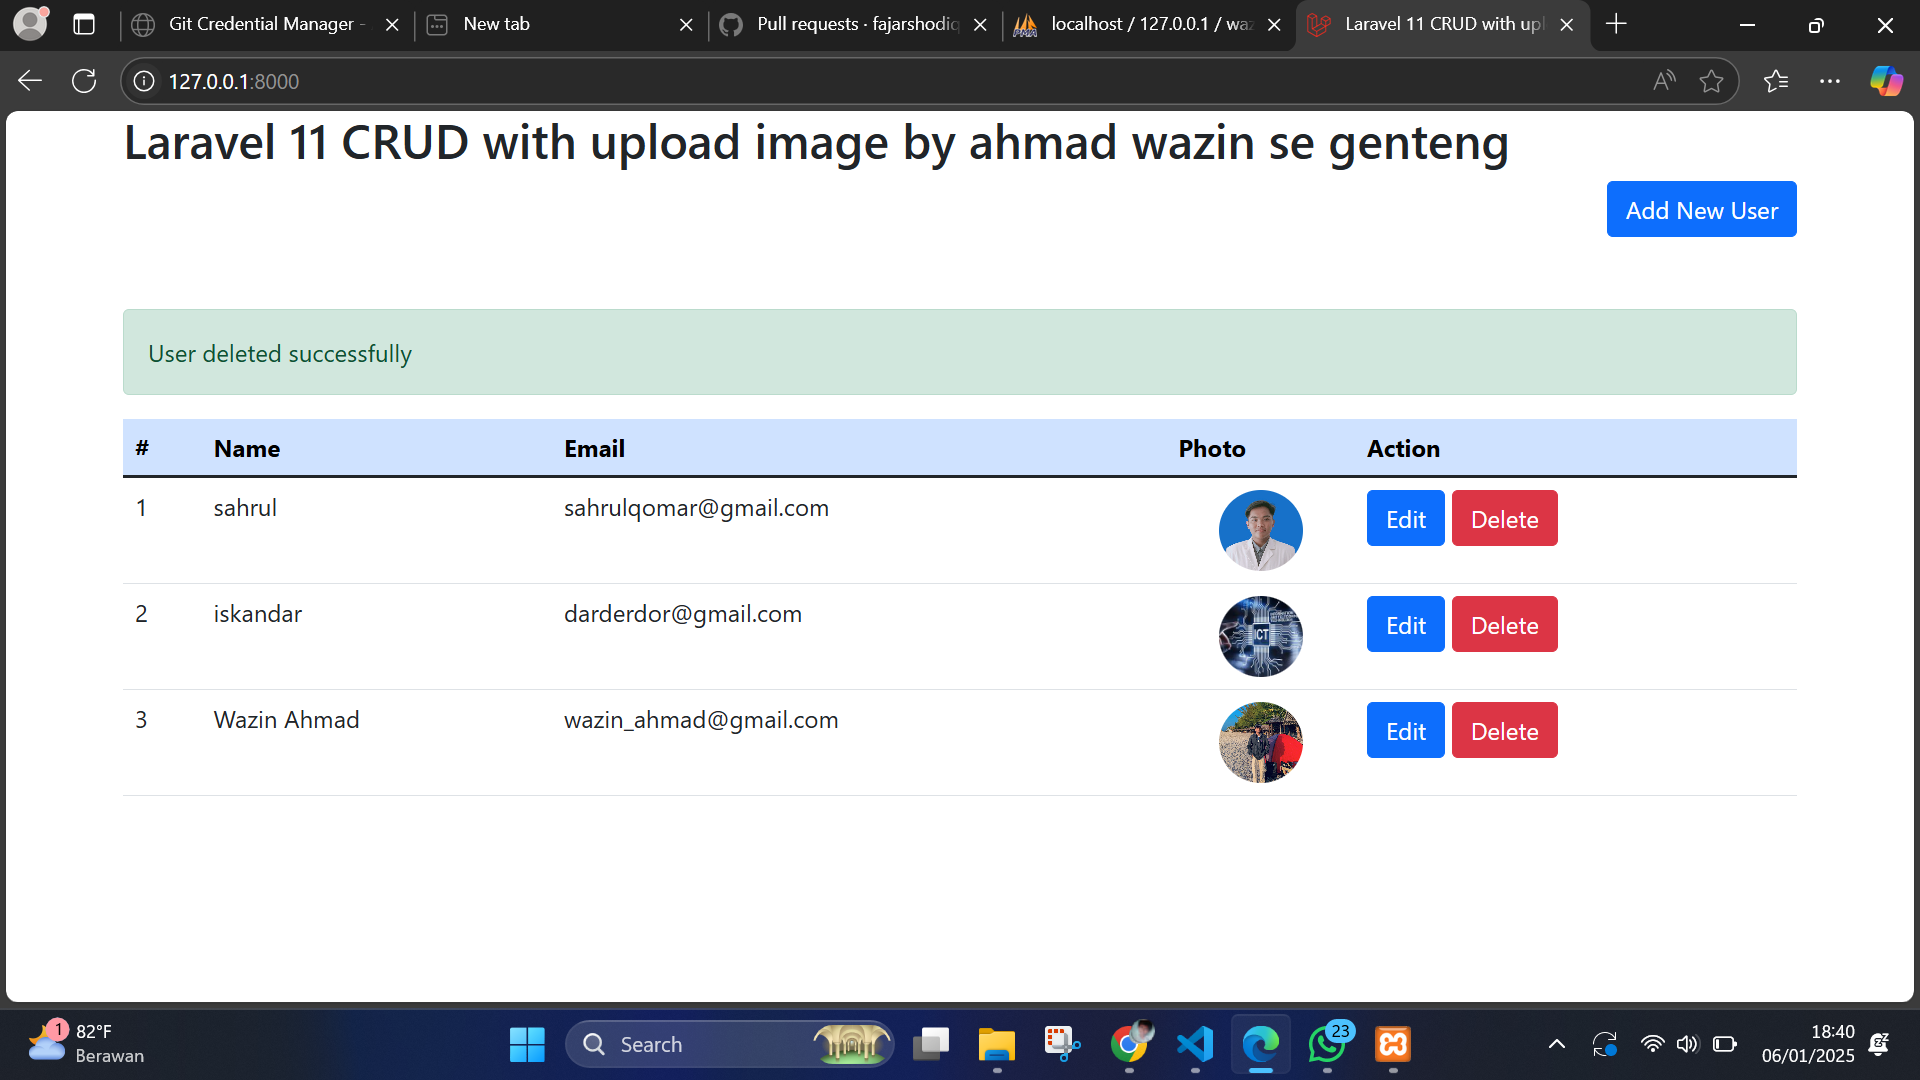 Git Credential Manager -
New tab
Pull requests · fajarshodiq
localhost / 127.0.0.1 / waz
Laravel 11 CRUD with upl
127.0.0.1:8000
Laravel 11 CRUD with upload image by ahmad wazin se genteng
Add New User
User deleted successfully
# Name Email Photo Action
1 sahrul sahrulqomar@gmail.com Edit Delete
2 iskandar darderdor@gmail.com ICT Edit Delete
3 Wazin Ahmad wazin_ahmad@gmail.com Edit Delete
1 82°F
Berawan
Search
23
18:40
06/01/2025